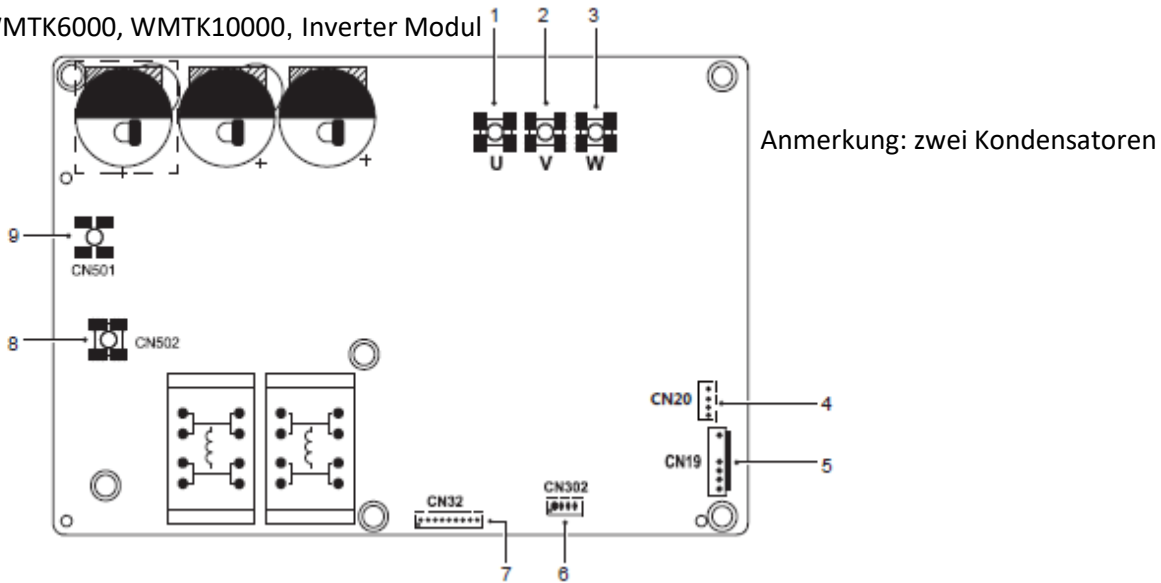 1 2 3
WMTK6000, WMTK10000, Inverter Modul
U V W
Anmerkung: zwei Kondensatoren
+ + +
9
CN501
8
CN502
CN20
4
CN19
5
CN302
CN32
7
6